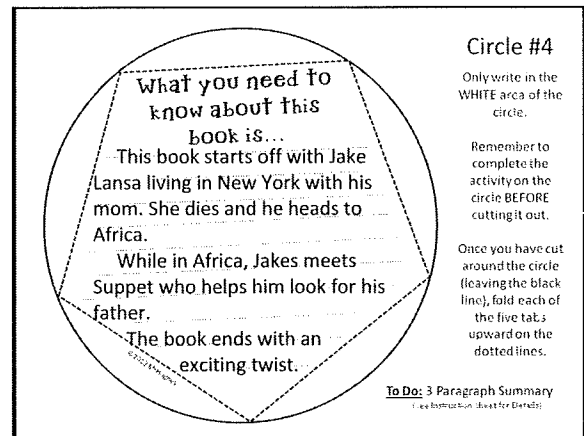 What you need to
know about this
book is...
This book starts off with Jake
Lansa living in New York with his
mom. She dies and he heads to
Africa.
While in Africa, Jakes meets
Suppet who helps him look for his
father.
The book ends with an
exciting twist.
Circle #4
Only write in the
WHITE area of the
circle.
Remember to
complete the
activity on the
circle BEFORE
cutting it out.
Once you have cut
around the circle
(leaving the black
line), fold each of
the five tabs
upward on the
dotted lines.
To Do: 3 Paragraph Summary
(See Instruction Sheet for Details)